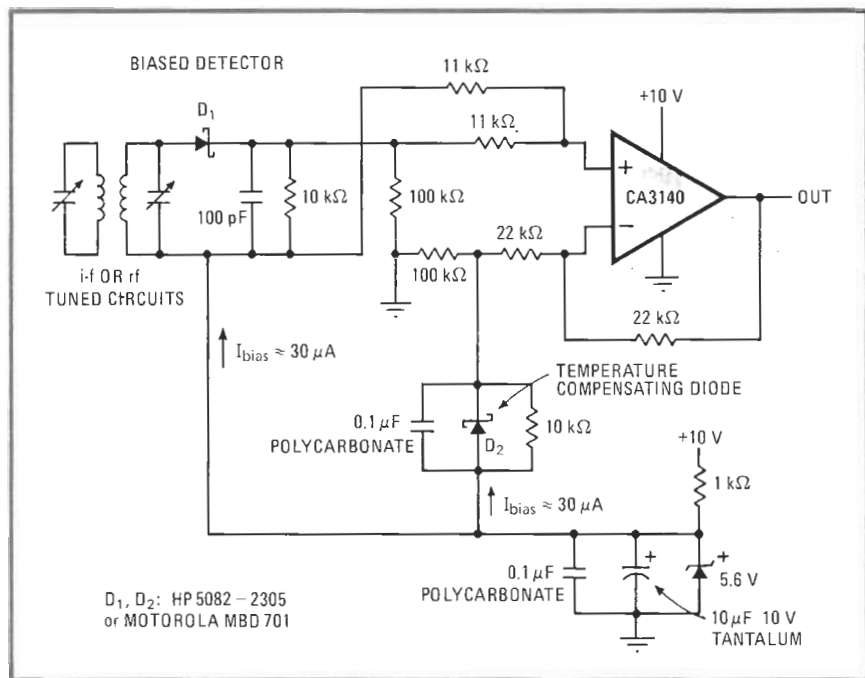 BIASED DETECTOR
D1
100 pF
10 kΩ
100 kΩ
11 kΩ
11 kΩ
+10 V
+
−
CA3140
OUT
i-f OR rf
TUNED CIRCUITS
100 kΩ
22 kΩ
22 kΩ
Ibias ≈ 30 μA
TEMPERATURE
COMPENSATING DIODE
0.1 μF
POLYCARBONATE
D2
10 kΩ
+10 V
1 kΩ
Ibias ≈ 30 μA
0.1 μF
POLYCARBONATE
+
+
5.6 V
10 μF 10 V
TANTALUM
D1, D2: HP 5082 – 2305
or MOTOROLA MBD 701